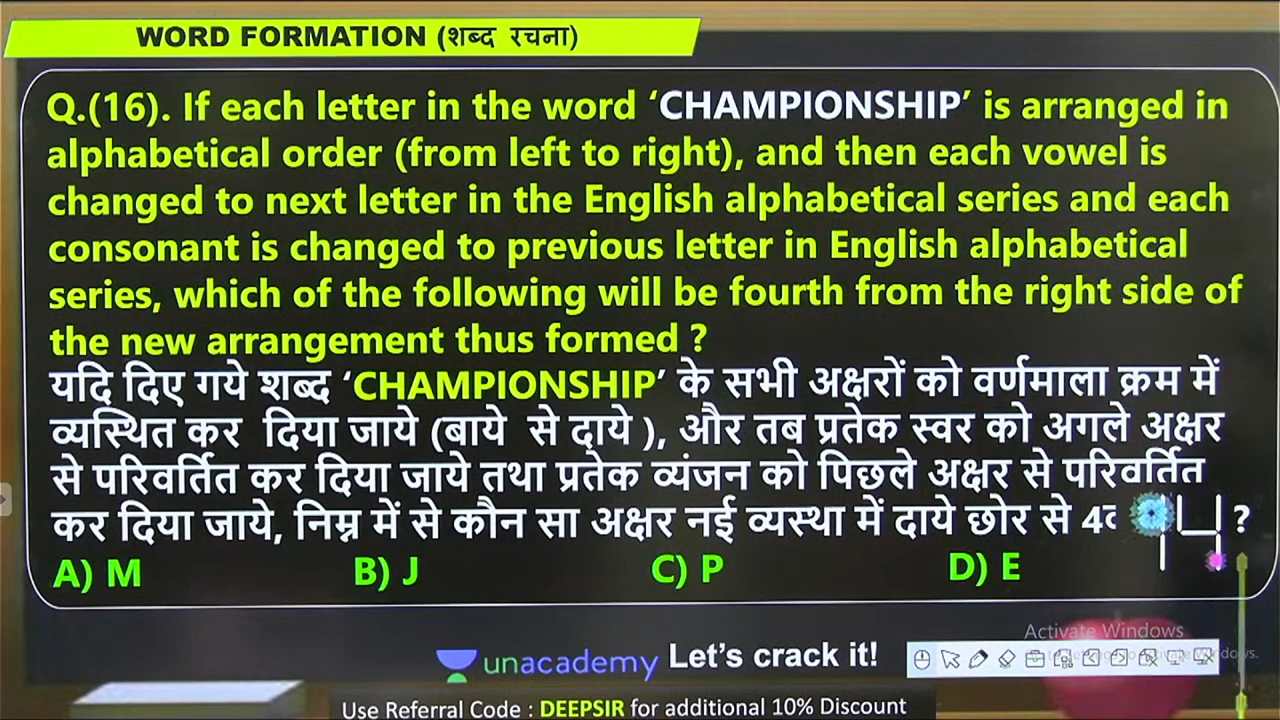 WORD FORMATION (शब्द रचना)
Q.(16). If each letter in the word ‘CHAMPIONSHIP’ is arranged in
alphabetical order (from left to right), and then each vowel is
changed to next letter in the English alphabetical series and each
consonant is changed to previous letter in English alphabetical
series, which of the following will be fourth from the right side of
the new arrangement thus formed ?
यदि दिए गये शब्द ‘CHAMPIONSHIP’ के सभी अक्षरों को वर्णमाला क्रम में
व्यस्थित कर दिया जाये (बाये से दाये ), और तब प्रतेक स्वर को अगले अक्षर
से परिवर्तित कर दिया जाये तथा प्रतेक व्यंजन को पिछले अक्षर से परिवर्तित
कर दिया जाये, निम्न में से कौन सा अक्षर नई व्यस्था में दाये छोर से ?
A) M B) J C) P D) E
Activate Windows
unacademy Let’s crack it!
Use Referral Code : DEEPSIR for additional 10% Discount